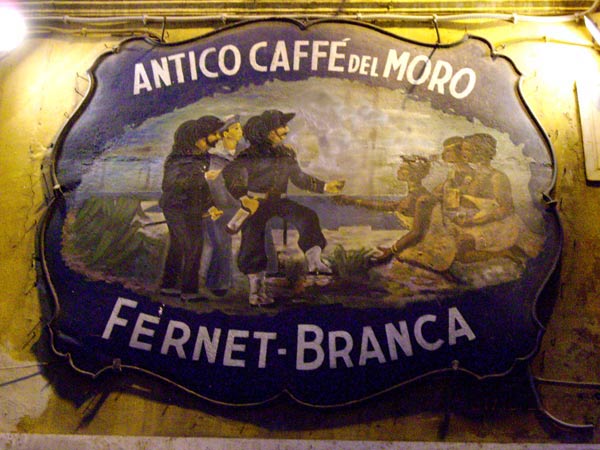 ANTICO CAFFÉ DEL MORO
FERNET-BRANCA